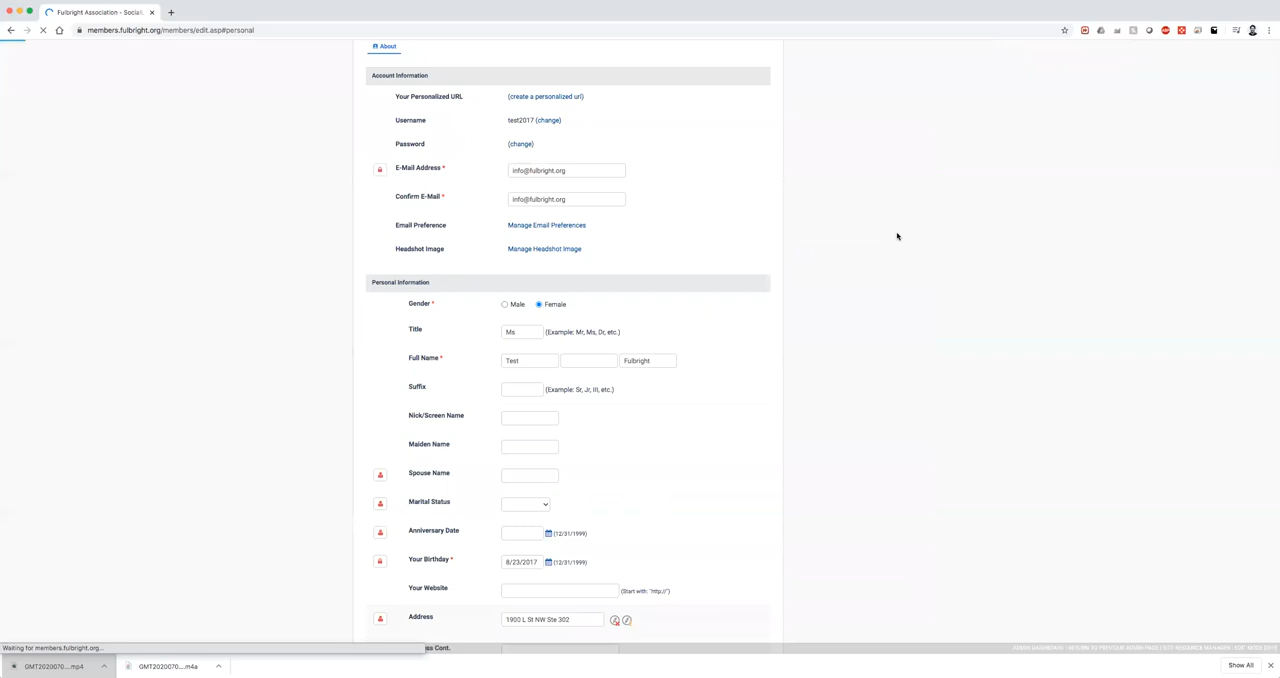 Fulbright Association - Social
members.fulbright.org/members/edit.asp#personal
About
Account Information
Your Personalized URL (create a personalized url)
Username test2017 (change)
Password (change)
E-Mail Address * info@fulbright.org
Confirm E-Mail * info@fulbright.org
Email Preference Manage Email Preferences
Headshot Image Manage Headshot Image
Personal Information
Gender * Male Female
Title Ms (Example: Mr, Ms, Dr, etc.)
Full Name * Test Fulbright
Suffix (Example: Sr, Jr, III, etc.)
Nick/Screen Name
Maiden Name
Spouse Name
Marital Status
Anniversary Date (12/31/1999)
Your Birthday * 8/23/2017 (12/31/1999)
Your Website (Start with: "http://")
Address 1900 L St NW Ste 302
ss Cont.
Waiting for members.fulbright.org...
GMT2020070....mp4 GMT2020070....m4a Show All